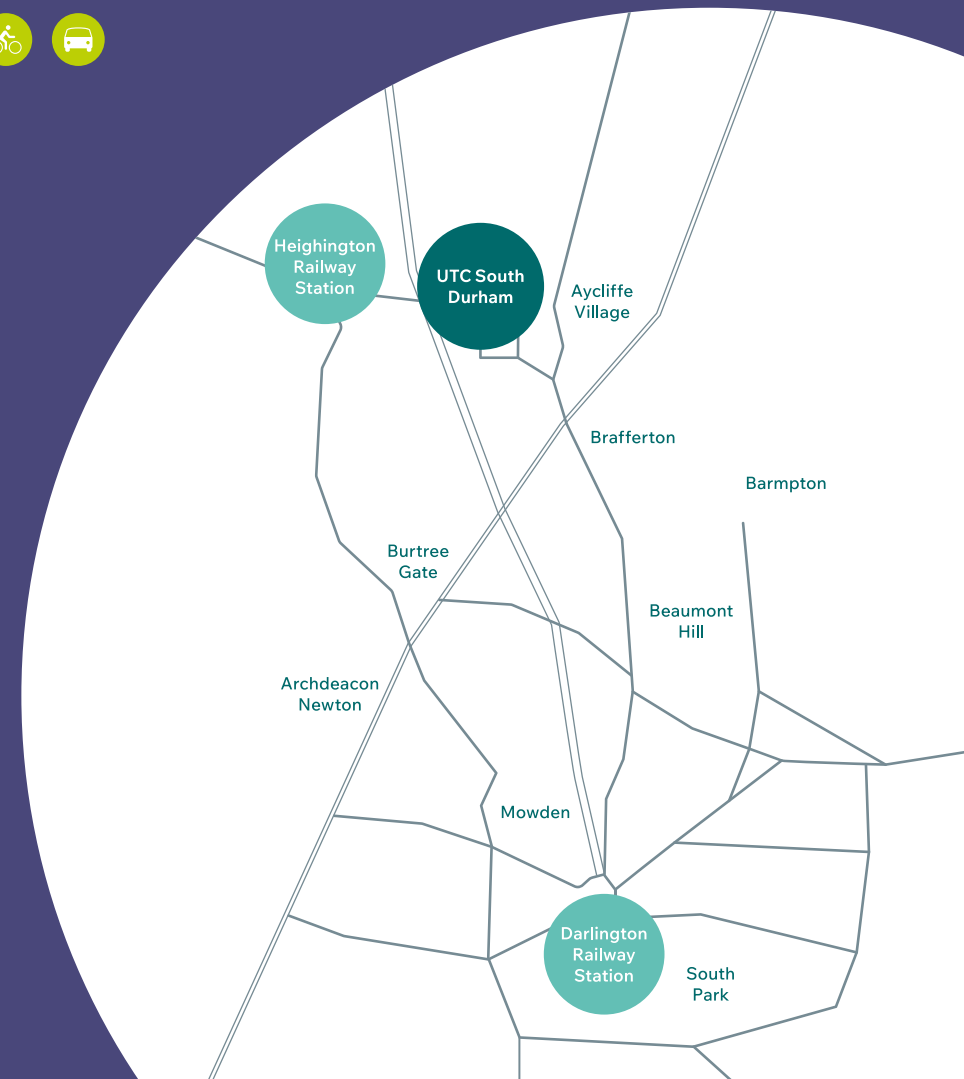 Heighington
Railway
Station
UTC South
Durham
Aycliffe
Village
Brafferton
Barmpton
Burtree
Gate
Beaumont
Hill
Archdeacon
Newton
Mowden
Darlington
Railway
Station
South
Park